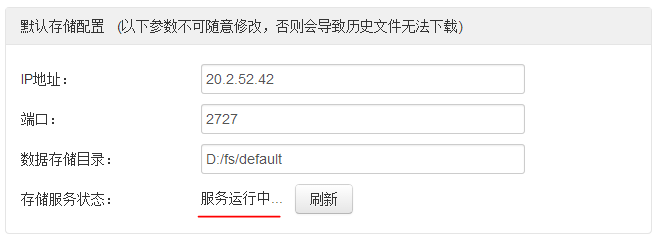 默认存储配置 (以下参数不可随意修改，否则会导致历史文件无法下载)
IP地址： 20.2.52.42
端口： 2727
数据存储目录： D:/fs/default
存储服务状态： 服务运行中... 刷新